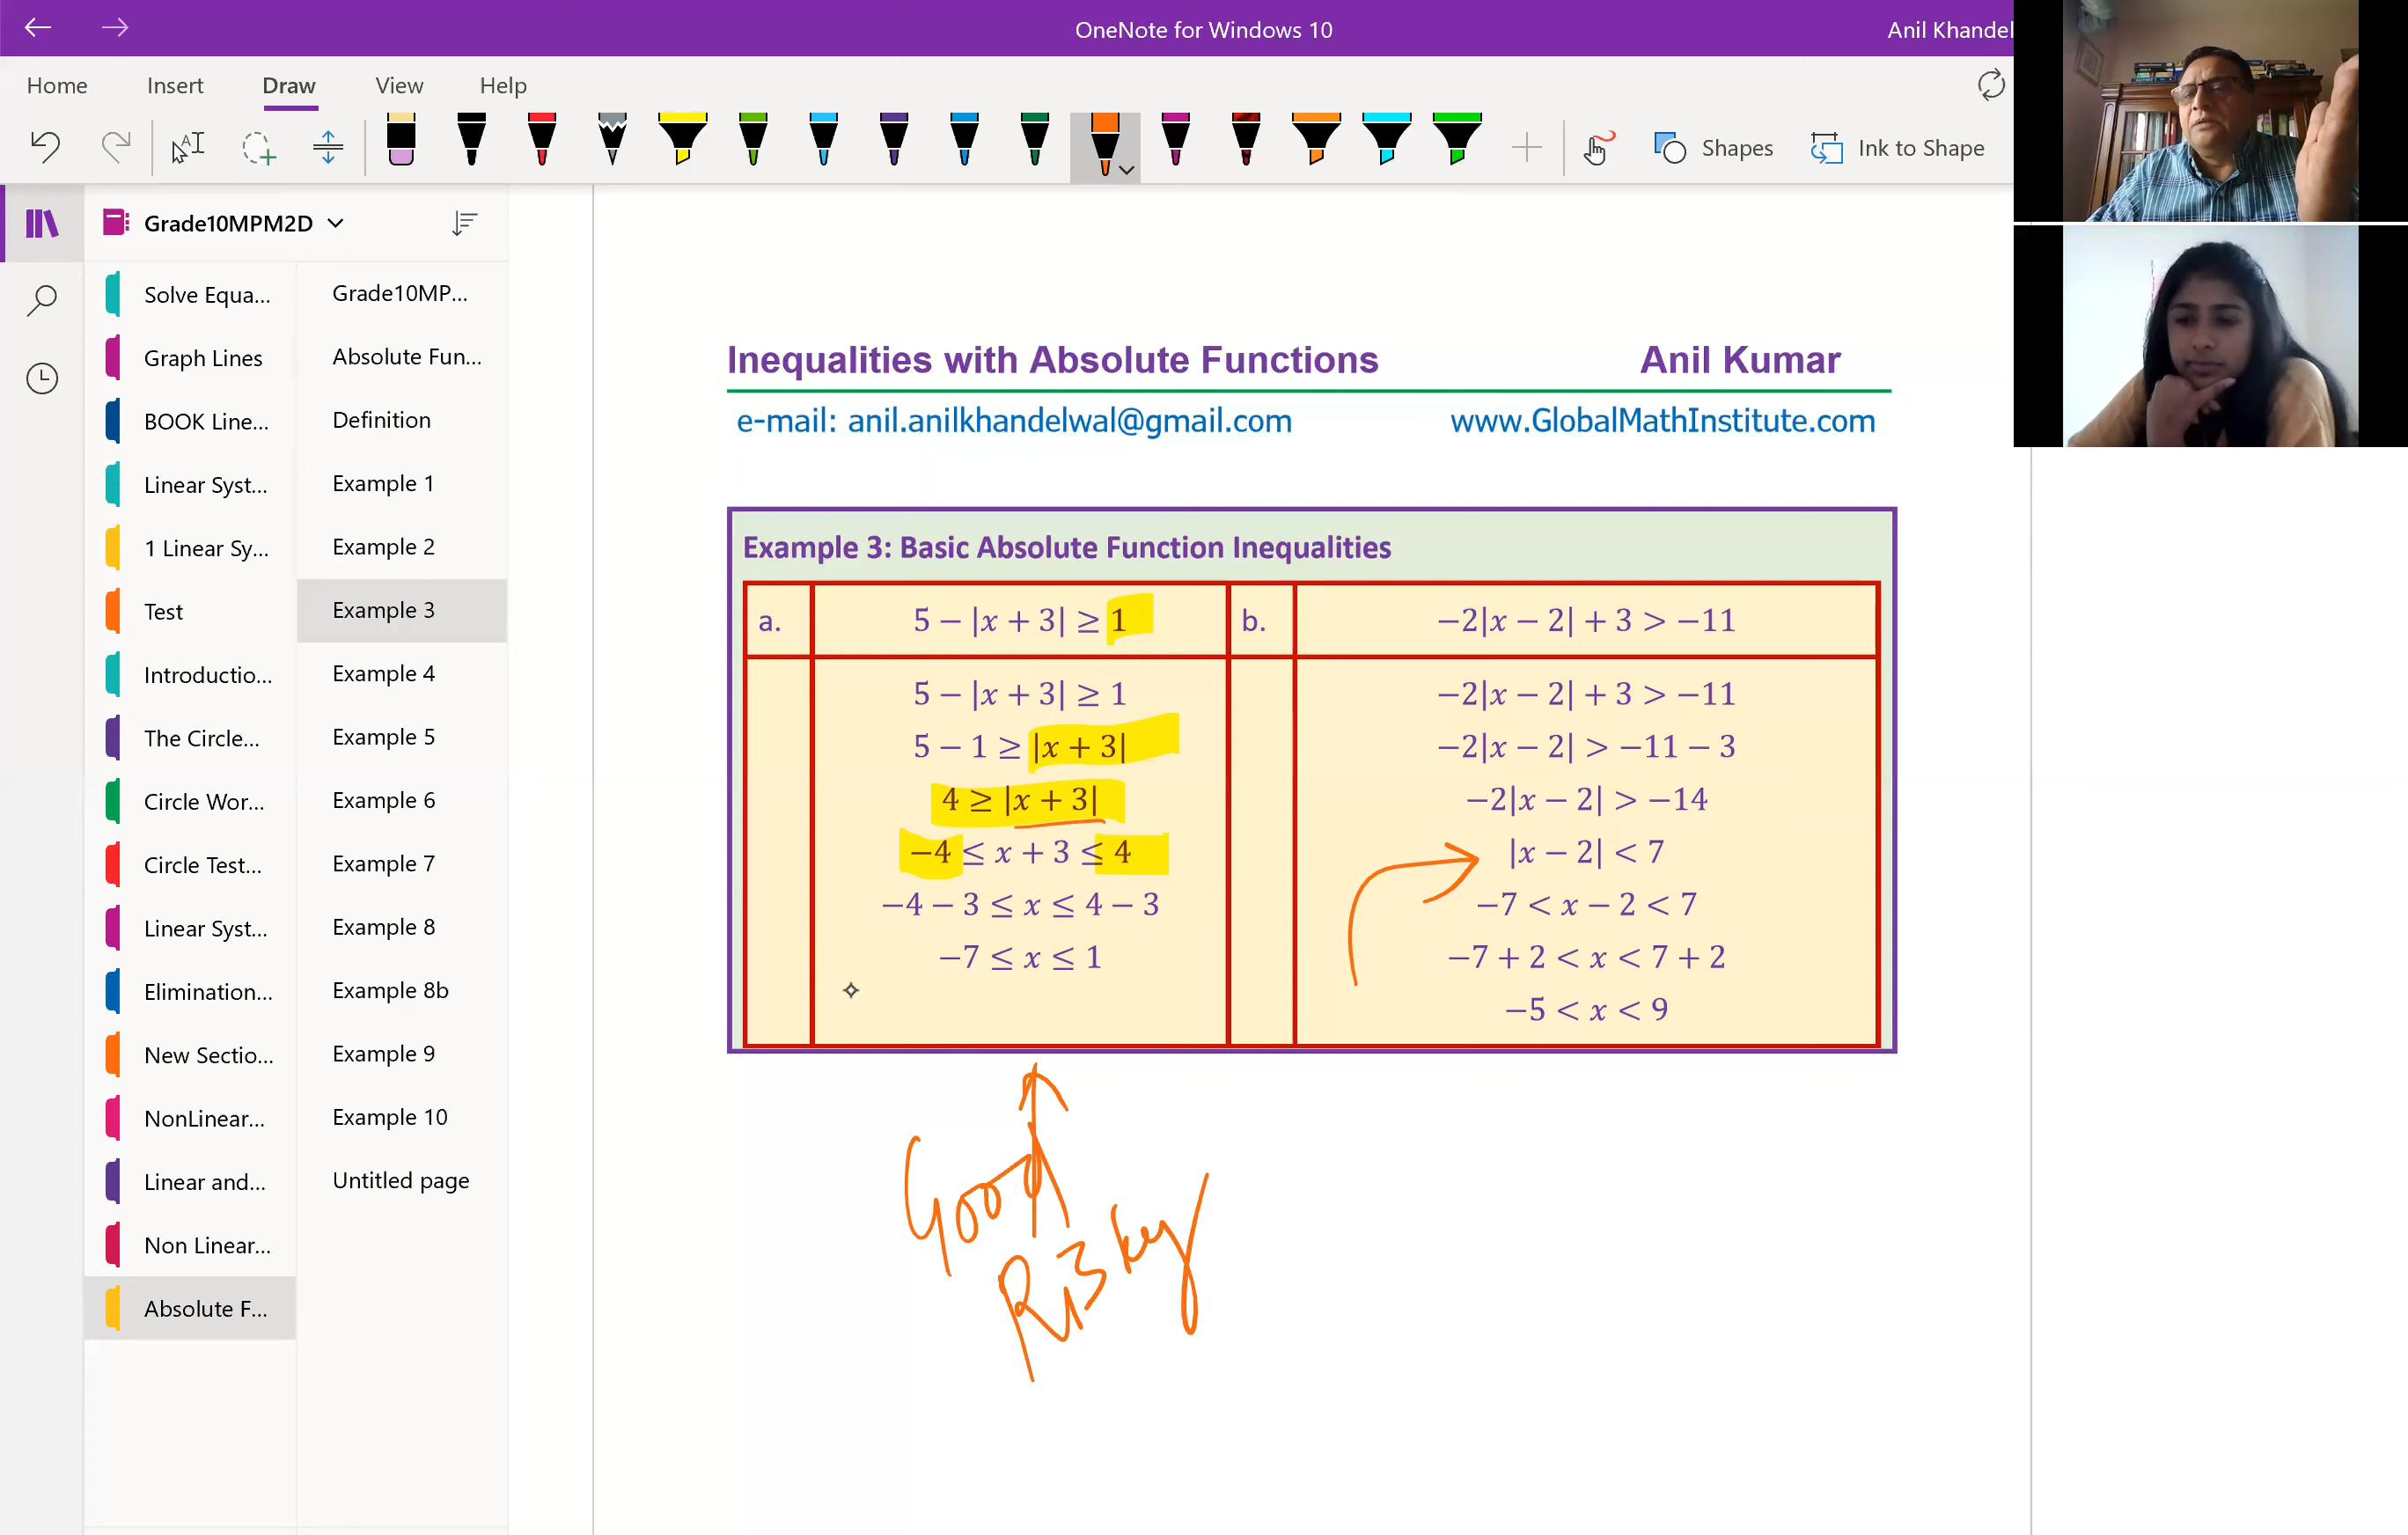 OneNote for Windows 10
Anil Khandel
Home Insert Draw View Help
Shapes
Ink to Shape
Grade10MPM2D
Solve Equa...
Graph Lines
BOOK Line...
Linear Syst...
1 Linear Sy...
Test
Introductio...
The Circle...
Circle Wor...
Circle Test...
Linear Syst...
Elimination...
New Sectio...
NonLinear...
Linear and...
Non Linear...
Absolute F...
Grade10MP...
Absolute Fun...
Definition
Example 1
Example 2
Example 3
Example 4
Example 5
Example 6
Example 7
Example 8
Example 8b
Example 9
Example 10
Untitled page
Inequalities with Absolute Functions Anil Kumar
e-mail: anil.anilkhandelwal@gmail.com www.GlobalMathInstitute.com
Example 3: Basic Absolute Function Inequalities
a. 5 − |x + 3| ≥ 1
5 − |x + 3| ≥ 1
5 − 1 ≥ |x + 3|
4 ≥ |x + 3|
−4 ≤ x + 3 ≤ 4
−4 − 3 ≤ x ≤ 4 − 3
−7 ≤ x ≤ 1
b. −2|x − 2| + 3 > −11
−2|x − 2| + 3 > −11
−2|x − 2| > −11 − 3
−2|x − 2| > −14
|x − 2| < 7
−7 < x − 2 < 7
−7 + 2 < x < 7 + 2
−5 < x < 9
Good
Risky